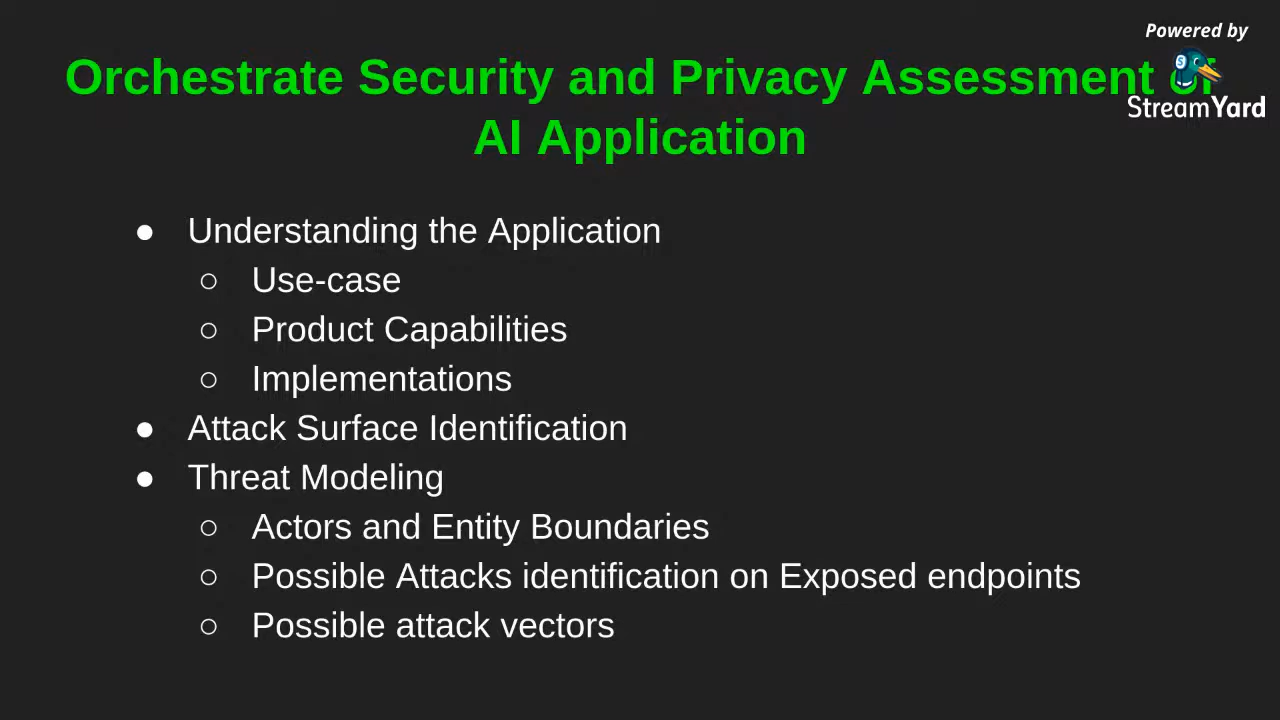 Powered by
StreamYard
Orchestrate Security and Privacy Assessment of
AI Application
● Understanding the Application
○ Use-case
○ Product Capabilities
○ Implementations
● Attack Surface Identification
● Threat Modeling
○ Actors and Entity Boundaries
○ Possible Attacks identification on Exposed endpoints
○ Possible attack vectors